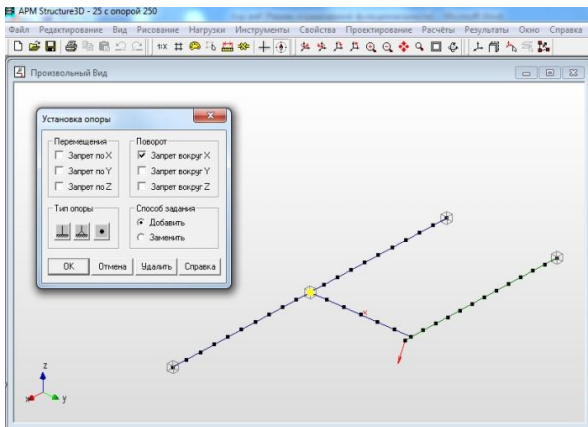 APM Structure3D - 25 с опорой 250
Файл Редактирование Вид Рисование Нагрузки Инструменты Свойства Проектирование Расчёты Результаты Окно Справка
Произвольный Вид
Установка опоры
Перемещения
Запрет по X
Запрет по Y
Запрет по Z
Поворот
Запрет вокруг X
Запрет вокруг Y
Запрет вокруг Z
Тип опоры
Способ задания
Добавить
Заменить
OK Отмена Удалить Справка
x
z
x
y